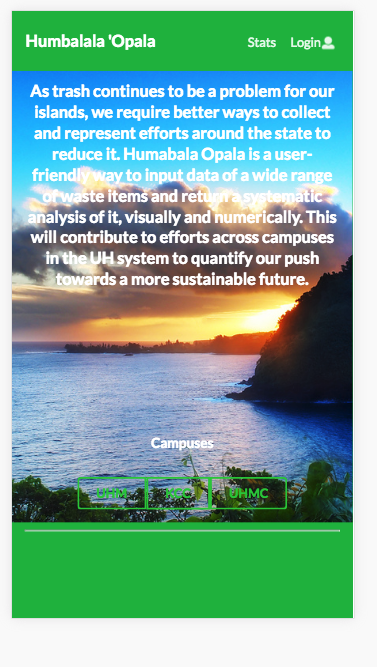 Humbalala 'Opala
Stats Login
As trash continues to be a problem for our
islands, we require better ways to collect
and represent efforts around the state to
reduce it. Humabala Opala is a user-
friendly way to input data of a wide range
of waste items and return a systematic
analysis of it, visually and numerically. This
will contribute to efforts across campuses
in the UH system to quantify our push
towards a more sustainable future.
Campuses
UHMC